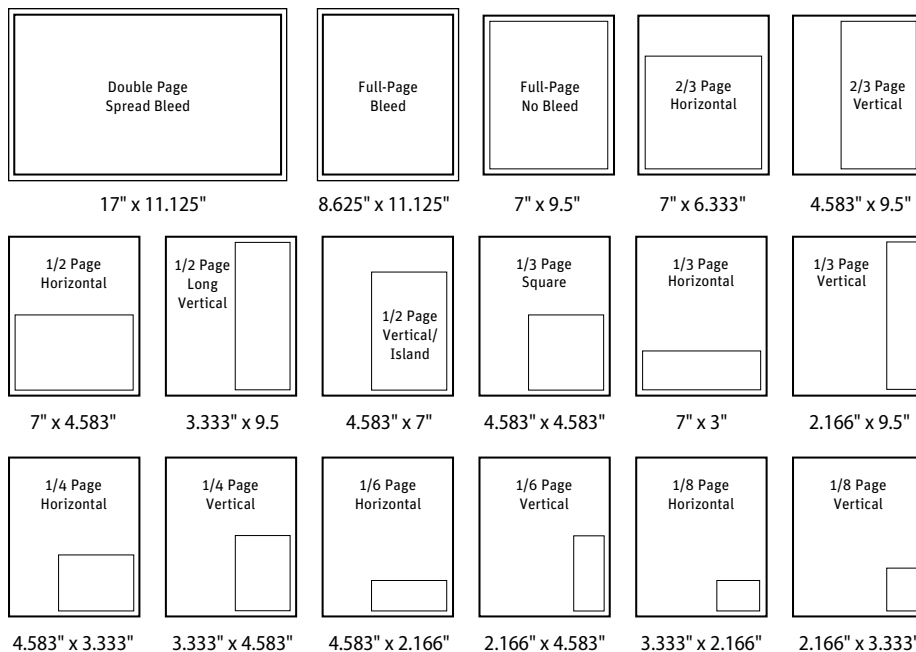 Double Page
Spread Bleed
Full-Page
Bleed
Full-Page
No Bleed
2/3 Page
Horizontal
2/3 Page
Vertical
17" x 11.125"
8.625" x 11.125"
7" x 9.5"
7" x 6.333"
4.583" x 9.5"
1/2 Page
Horizontal
1/2 Page
Long
Vertical
1/2 Page
Vertical/
Island
1/3 Page
Square
1/3 Page
Horizontal
1/3 Page
Vertical
7" x 4.583"
3.333" x 9.5
4.583" x 7"
4.583" x 4.583"
7" x 3"
2.166" x 9.5"
1/4 Page
Horizontal
1/4 Page
Vertical
1/6 Page
Horizontal
1/6 Page
Vertical
1/8 Page
Horizontal
1/8 Page
Vertical
4.583" x 3.333"
3.333" x 4.583"
4.583" x 2.166"
2.166" x 4.583"
3.333" x 2.166"
2.166" x 3.333"